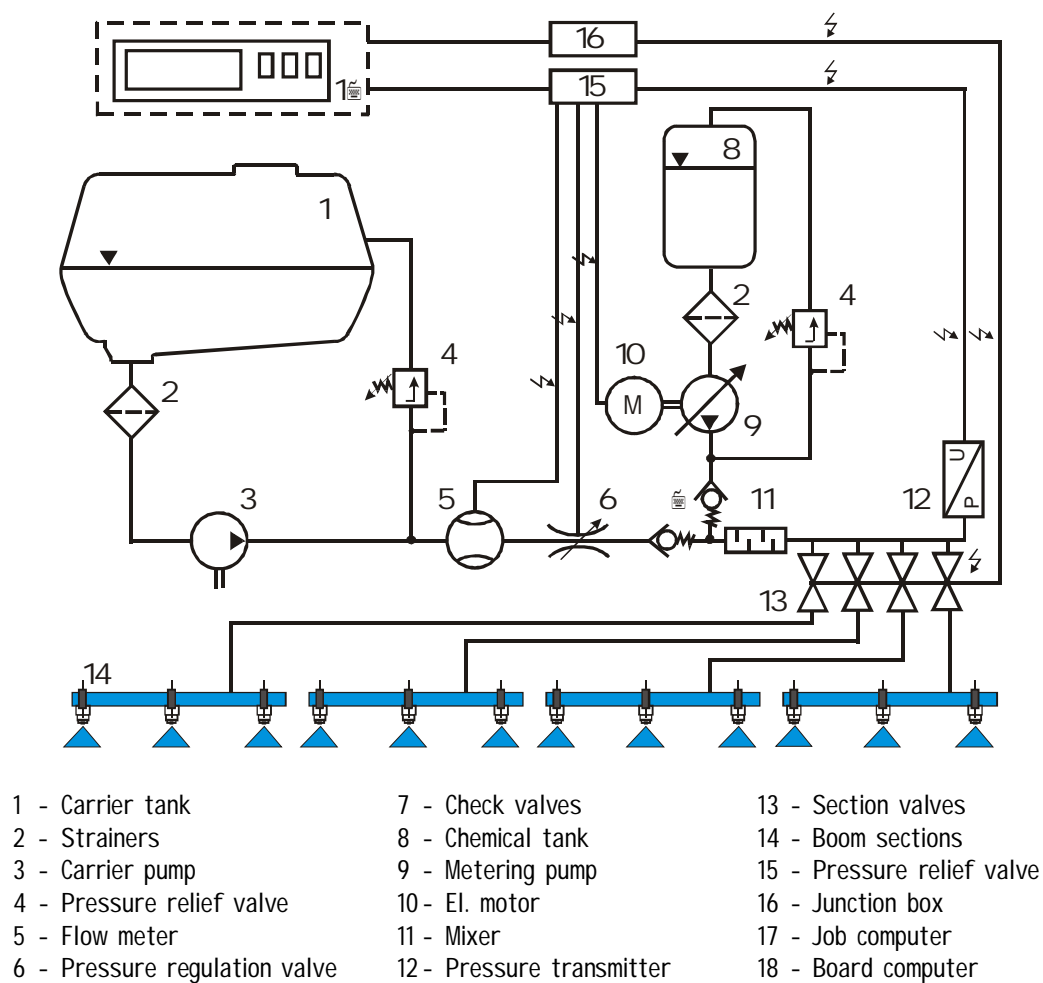 16
15
1
8
1
2
4
4
10
2
M
9
U
P
3
5
6
11
12
13
14
1 - Carrier tank
2 - Strainers
3 - Carrier pump
4 - Pressure relief valve
5 - Flow meter
6 - Pressure regulation valve
7 - Check valves
8 - Chemical tank
9 - Metering pump
10 - El. motor
11 - Mixer
12 - Pressure transmitter
13 - Section valves
14 - Boom sections
15 - Pressure relief valve
16 - Junction box
17 - Job computer
18 - Board computer